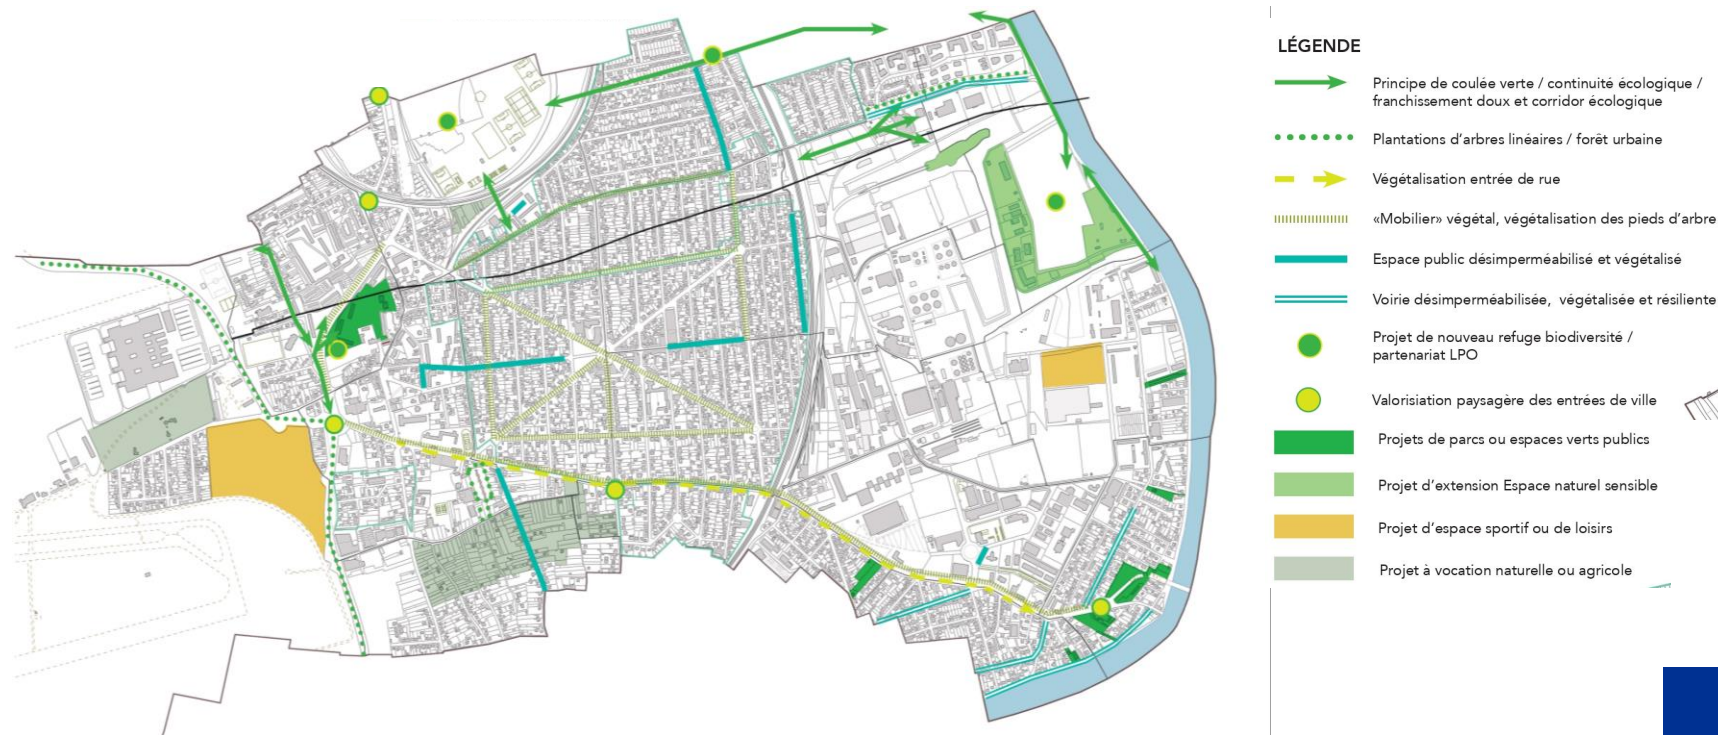 LÉGENDE
Principe de coulée verte / continuité écologique /
franchissement doux et corridor écologique
Plantations d'arbres linéaires / forêt urbaine
Végétalisation entrée de rue
«Mobilier» végétal, végétalisation des pieds d'arbre
Espace public désimperméabilisé et végétalisé
Voirie désimperméabilisée, végétalisée et résiliente
Projet de nouveau refuge biodiversité /
partenariat LPO
Valorisiation paysagère des entrées de ville
Projets de parcs ou espaces verts publics
Projet d'extension Espace naturel sensible
Projet d'espace sportif ou de loisirs
Projet à vocation naturelle ou agricole